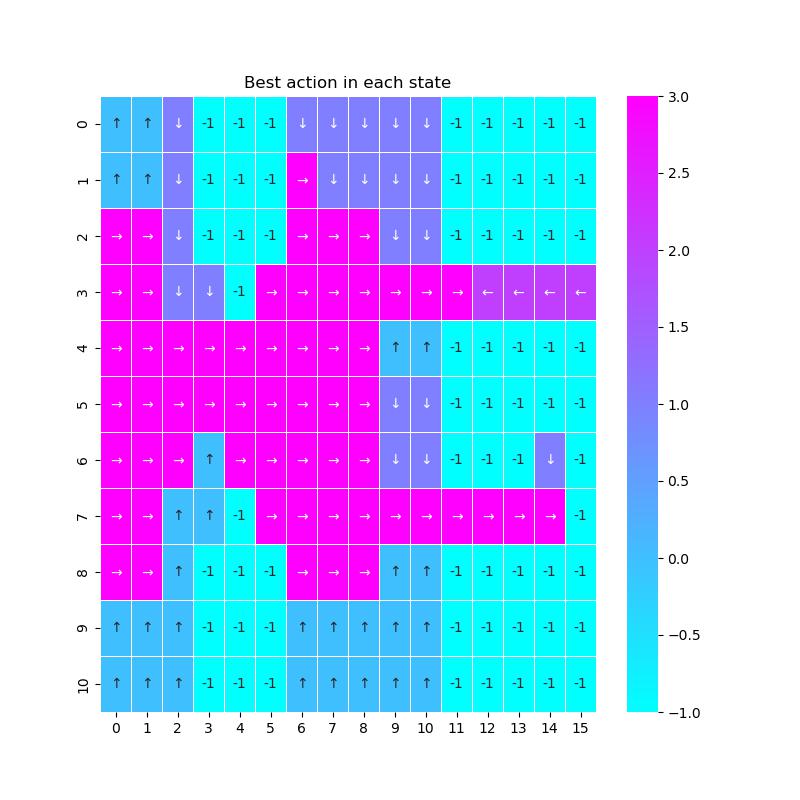 Best action in each state
0 ↑ ↑ ↓ -1 -1 -1 ↓ ↓ ↓ ↓ ↓ -1 -1 -1 -1 -1
1 ↑ ↑ ↓ -1 -1 -1 → ↓ ↓ ↓ ↓ -1 -1 -1 -1 -1
2 → → ↓ -1 -1 -1 → → → ↓ ↓ -1 -1 -1 -1 -1
3 → → ↓ ↓ -1 → → → → → → → ← ← ← ←
4 → → → → → → → → → ↑ ↑ -1 -1 -1 -1 -1
5 → → → → → → → → → ↓ ↓ -1 -1 -1 -1 -1
6 → → → ↑ → → → → → ↓ ↓ -1 -1 -1 ↓ -1
7 → → ↑ ↑ -1 → → → → → → → → → → -1
8 → → ↑ -1 -1 -1 → → → ↑ ↑ -1 -1 -1 -1 -1
9 ↑ ↑ ↑ -1 -1 -1 ↑ ↑ ↑ ↑ ↑ -1 -1 -1 -1 -1
10 ↑ ↑ ↑ -1 -1 -1 ↑ ↑ ↑ ↑ ↑ -1 -1 -1 -1 -1
0 1 2 3 4 5 6 7 8 9 10 11 12 13 14 15
3.0
2.5
2.0
1.5
1.0
0.5
0.0
−0.5
−1.0